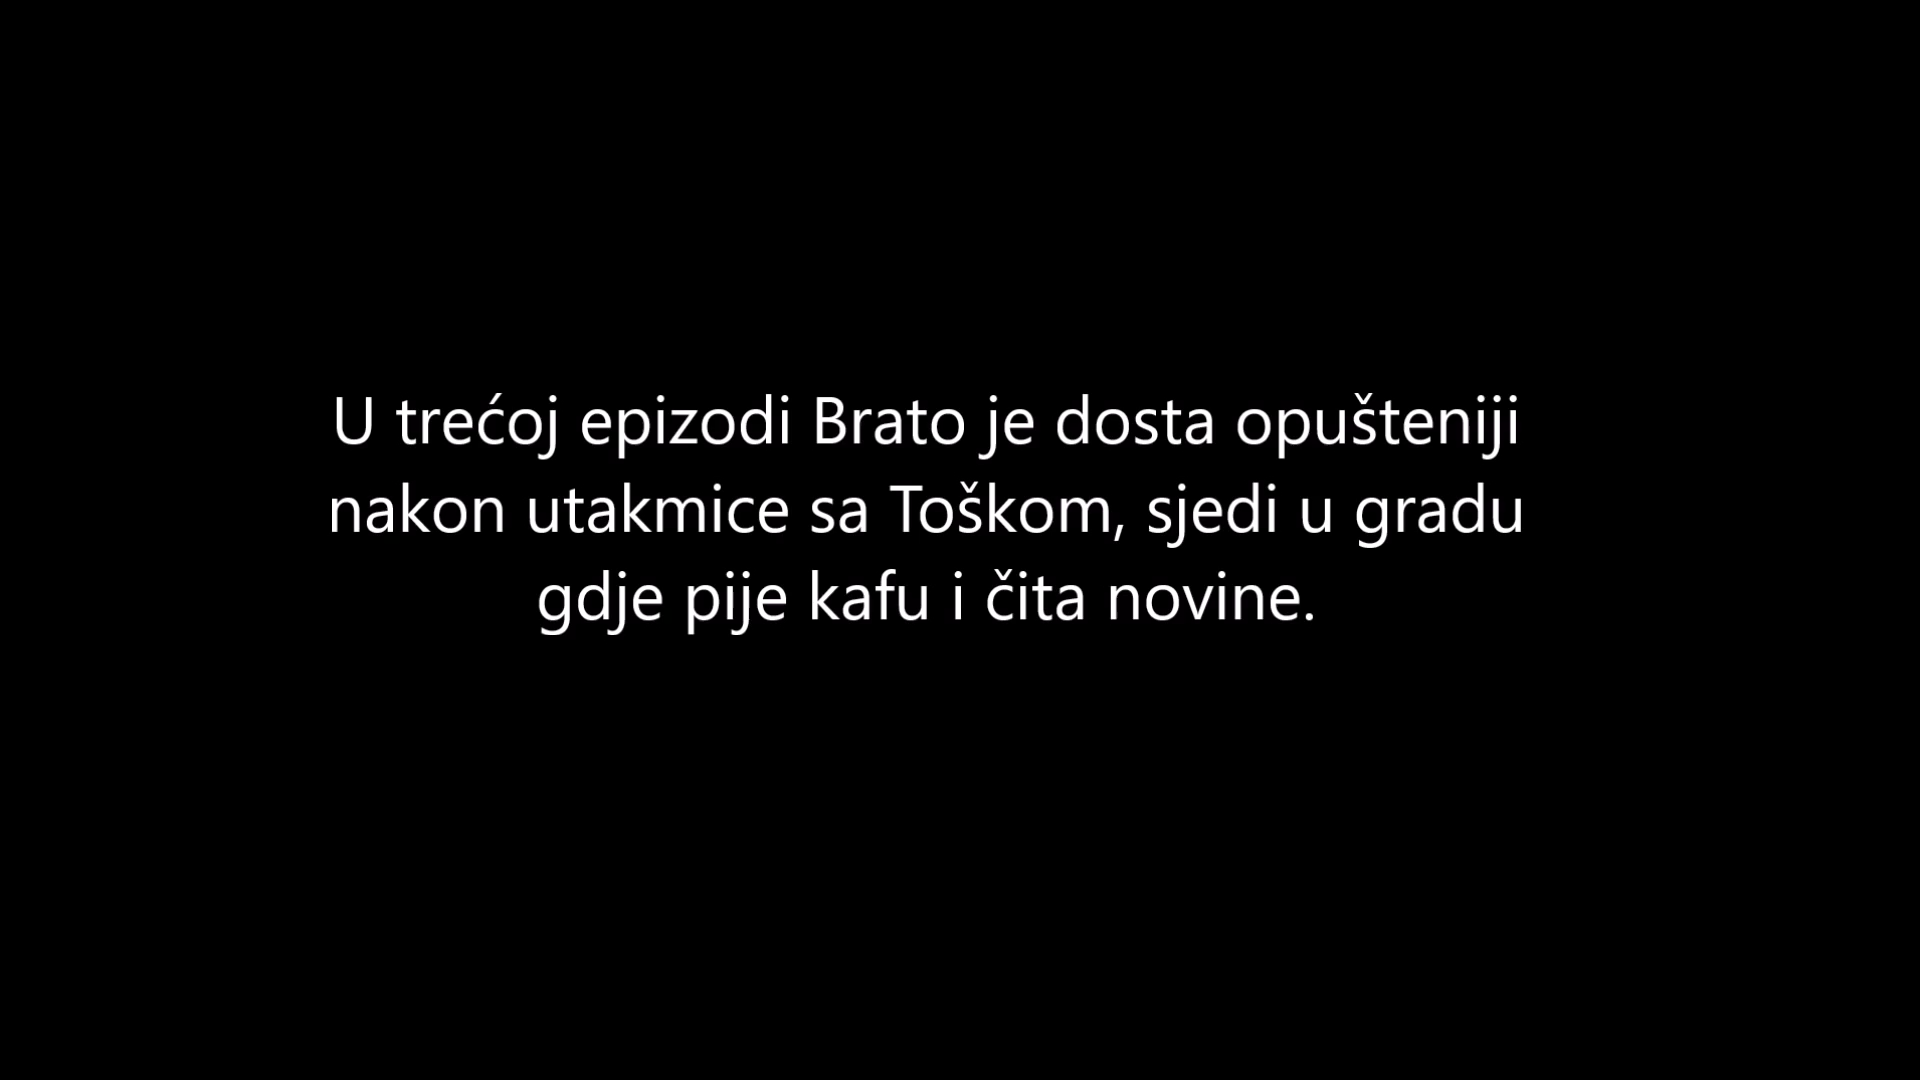 U trećoj epizodi Brato je dosta opušteniji
nakon utakmice sa Toškom, sjedi u gradu
gdje pije kafu i čita novine.